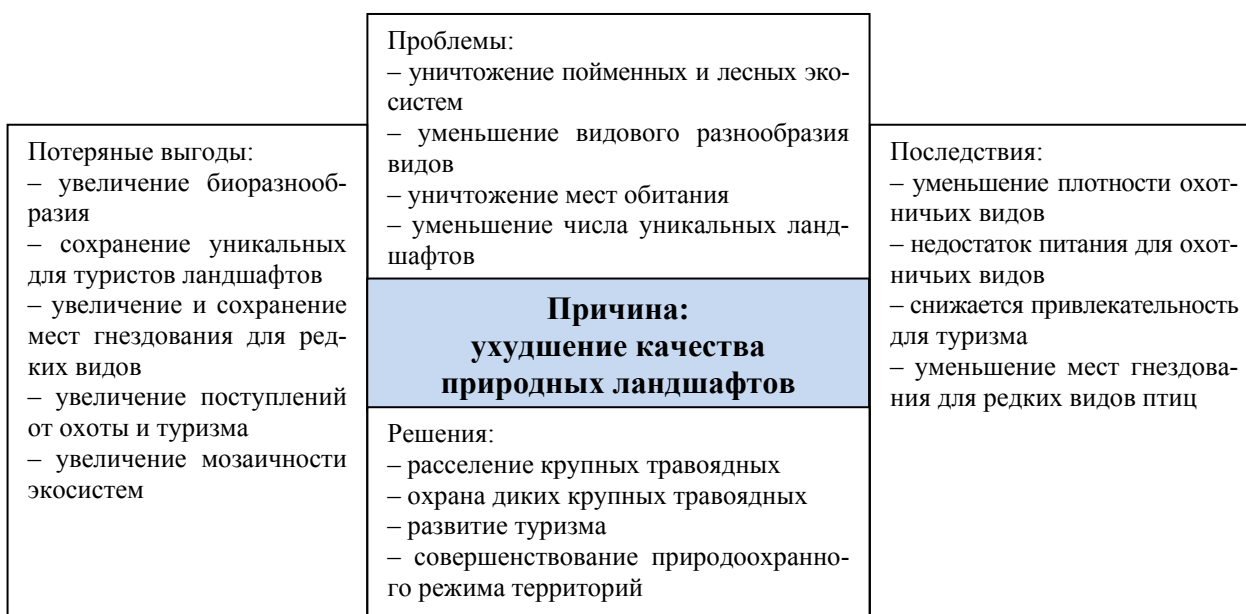 Проблемы:
– уничтожение пойменных и лесных эко-
систем
– уменьшение видового разнообразия
видов
– уничтожение мест обитания
– уменьшение числа уникальных ланд-
шафтов
Потеряные выгоды:
– увеличение биоразнооб-
разия
– сохранение уникальных
для туристов ландшафтов
– увеличение и сохранение
мест гнездования для ред-
ких видов
– увеличение поступлений
от охоты и туризма
– увеличение мозаичности
экосистем
Причина:
ухудшение качества
природных ландшафтов
Последствия:
– уменьшение плотности охот-
ничьих видов
– недостаток питания для охот-
ничьих видов
– снижается привлекательность
для туризма
– уменьшение мест гнездова-
ния для редких видов птиц
Решения:
– расселение крупных травоядных
– охрана диких крупных травоядных
– развитие туризма
– совершенствование природоохранно-
го режима территорий